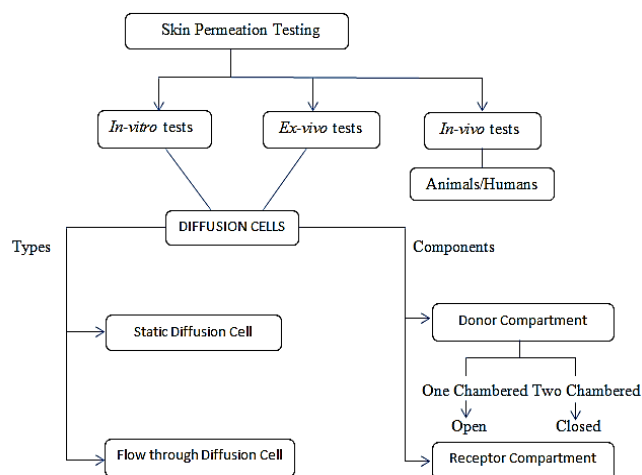 Skin Permeation Testing
In-vitro tests
Ex-vivo tests
In-vivo tests
Animals/Humans
DIFFUSION CELLS
Types
Components
Static Diffusion Cell
Donor Compartment
One Chambered Two Chambered
Open
Closed
Flow through Diffusion Cell
Receptor Compartment